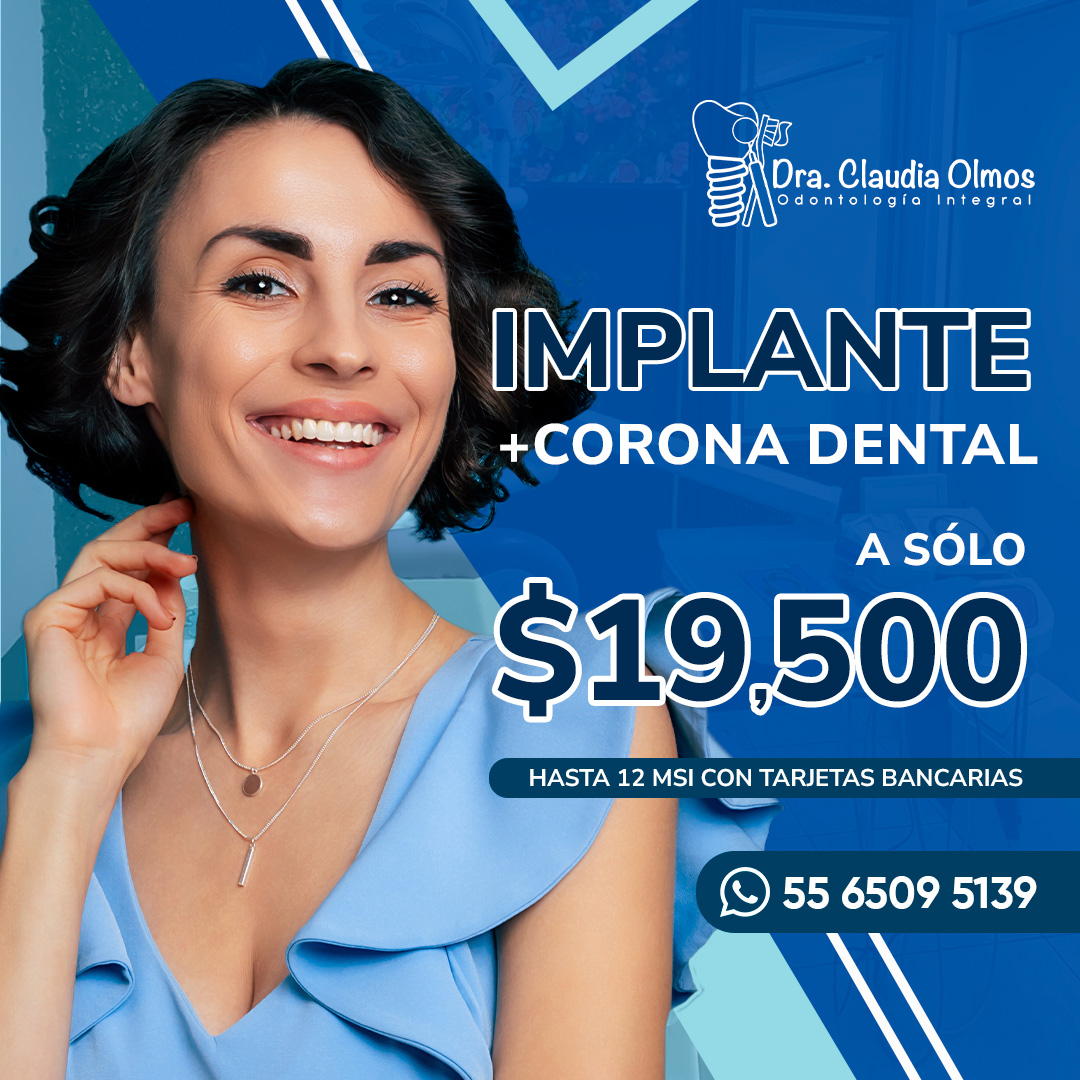 Dra. Claudia Olmos
Odontología Integral
IMPLANTE
+CORONA DENTAL
A SÓLO
$19,500
HASTA 12 MSI CON TARJETAS BANCARIAS
55 6509 5139